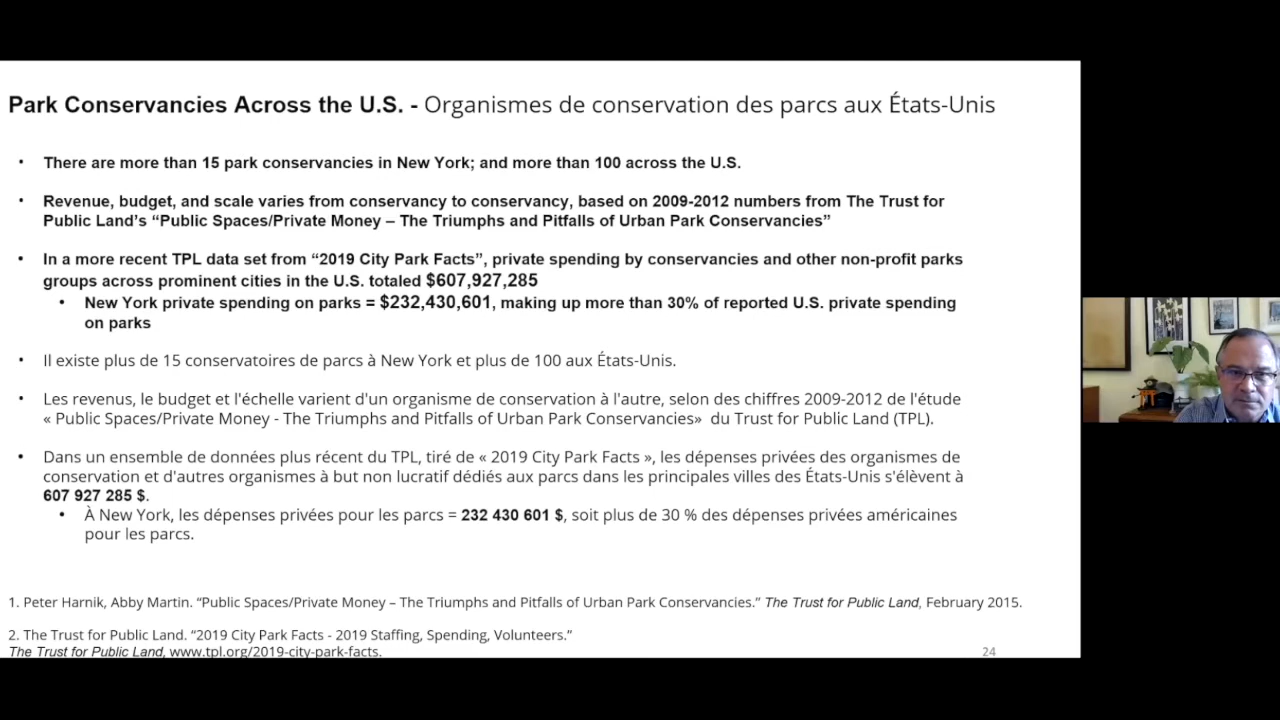 Park Conservancies Across the U.S. - Organismes de conservation des parcs aux États-Unis
• There are more than 15 park conservancies in New York; and more than 100 across the U.S.
• Revenue, budget, and scale varies from conservancy to conservancy, based on 2009-2012 numbers from The Trust for
Public Land’s “Public Spaces/Private Money – The Triumphs and Pitfalls of Urban Park Conservancies”
• In a more recent TPL data set from “2019 City Park Facts”, private spending by conservancies and other non-profit parks
groups across prominent cities in the U.S. totaled $607,927,285
• New York private spending on parks = $232,430,601, making up more than 30% of reported U.S. private spending
on parks
• Il existe plus de 15 conservatoires de parcs à New York et plus de 100 aux États-Unis.
• Les revenus, le budget et l'échelle varient d'un organisme de conservation à l'autre, selon des chiffres 2009-2012 de l'étude
« Public Spaces/Private Money - The Triumphs and Pitfalls of Urban Park Conservancies» du Trust for Public Land (TPL).
• Dans un ensemble de données plus récent du TPL, tiré de « 2019 City Park Facts », les dépenses privées des organismes de
conservation et d'autres organismes à but non lucratif dédiés aux parcs dans les principales villes des États-Unis s'élèvent à
607 927 285 $.
• À New York, les dépenses privées pour les parcs = 232 430 601 $, soit plus de 30 % des dépenses privées américaines
pour les parcs.
1. Peter Harnik, Abby Martin. “Public Spaces/Private Money – The Triumphs and Pitfalls of Urban Park Conservancies.” The Trust for Public Land, February 2015.
2. The Trust for Public Land. “2019 City Park Facts - 2019 Staffing, Spending, Volunteers.”
The Trust for Public Land, www.tpl.org/2019-city-park-facts.
24